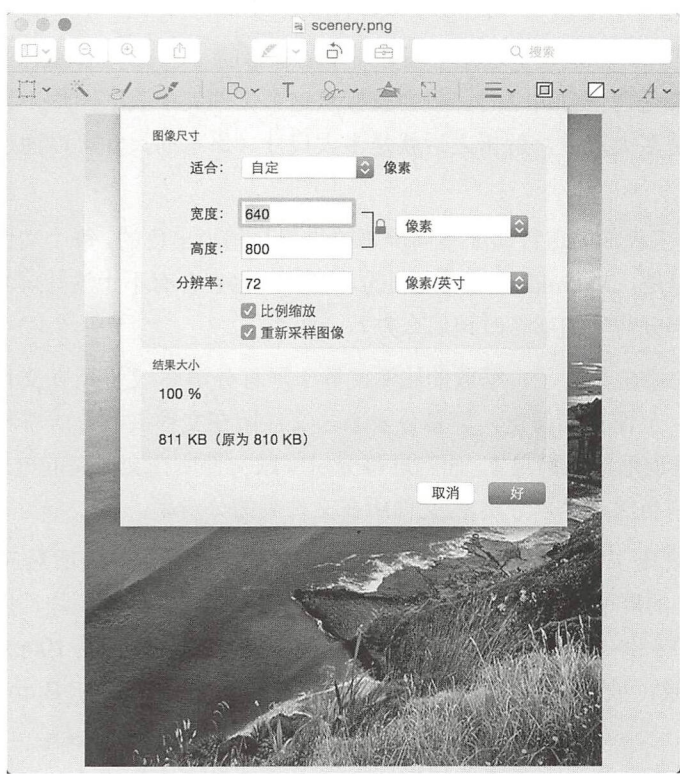 scenery.png
搜索
T
A
图像尺寸
适合: 自定 像素
宽度: 640
像素
高度: 800
分辨率: 72 像素/英寸
比例缩放
重新采样图像
结果大小
100 %
811 KB（原为 810 KB）
取消 好